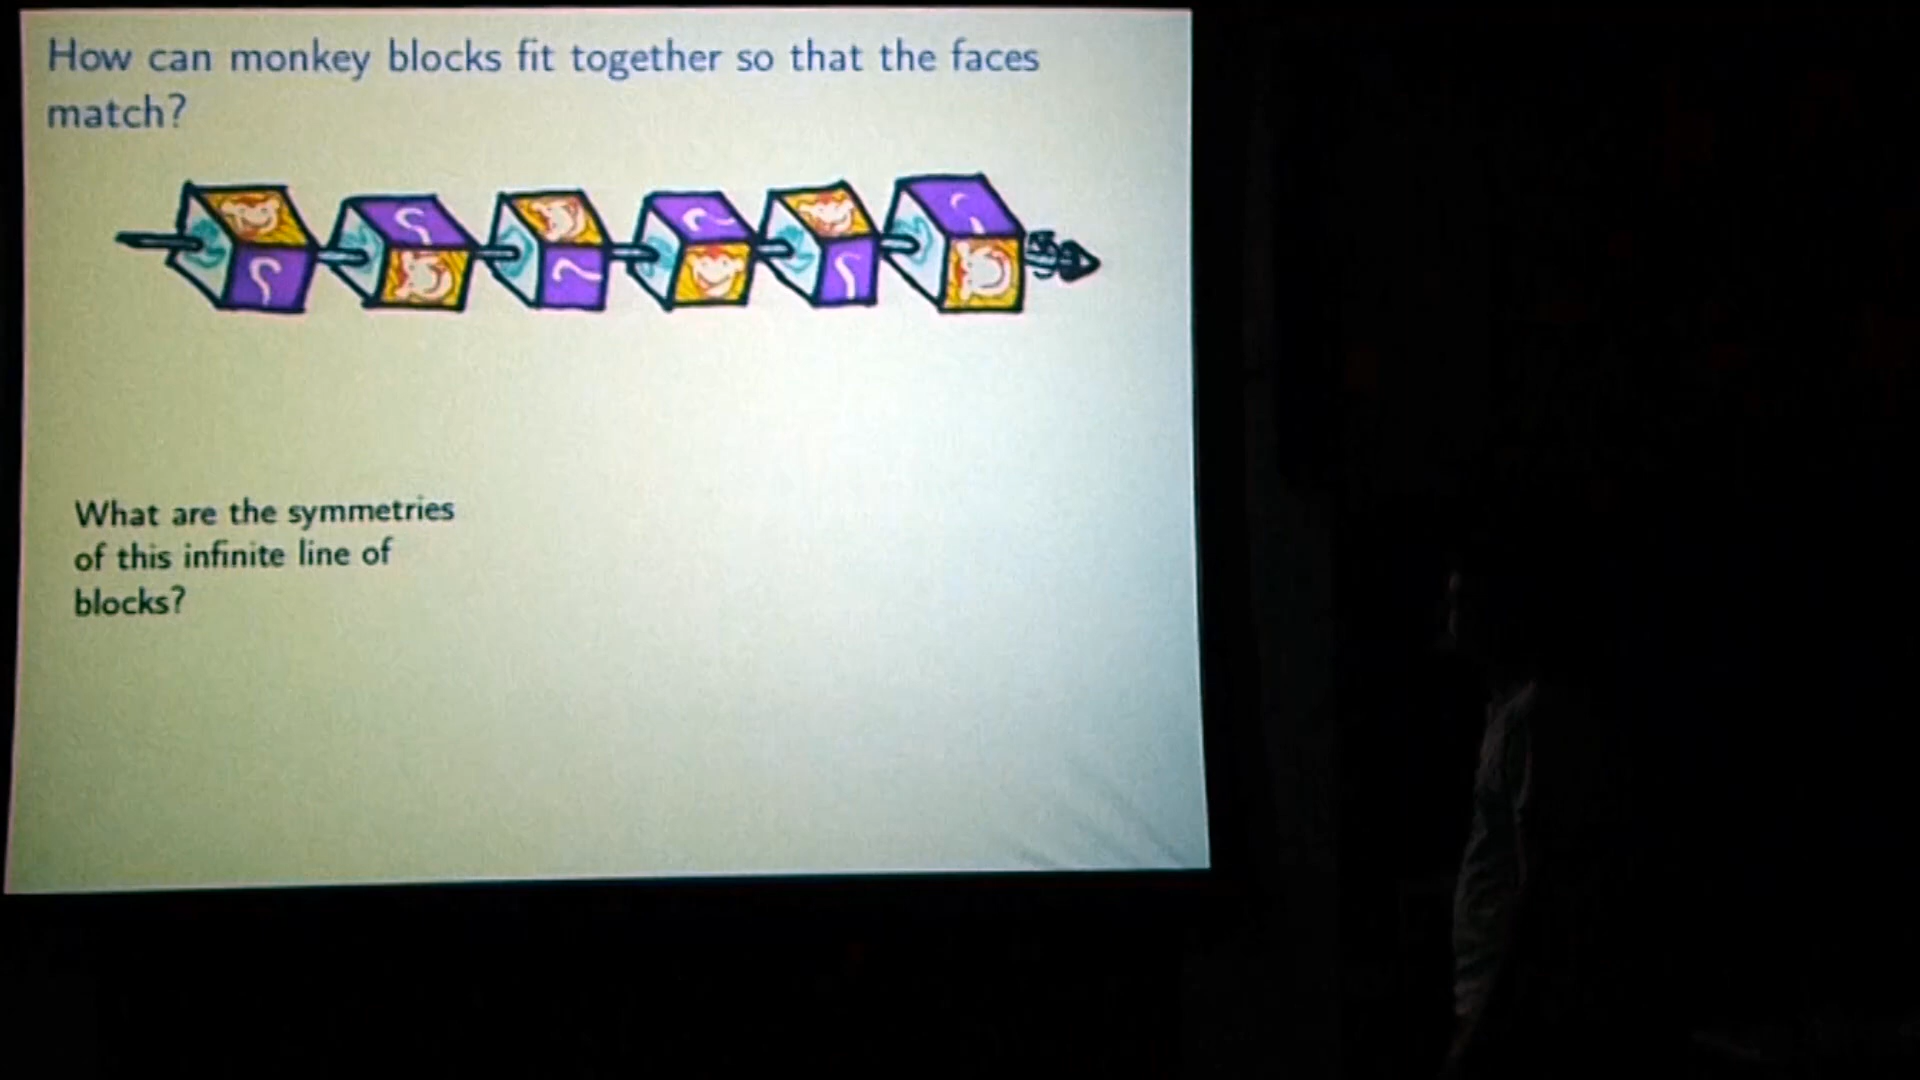 How can monkey blocks fit together so that the faces
match?
What are the symmetries
of this infinite line of
blocks?